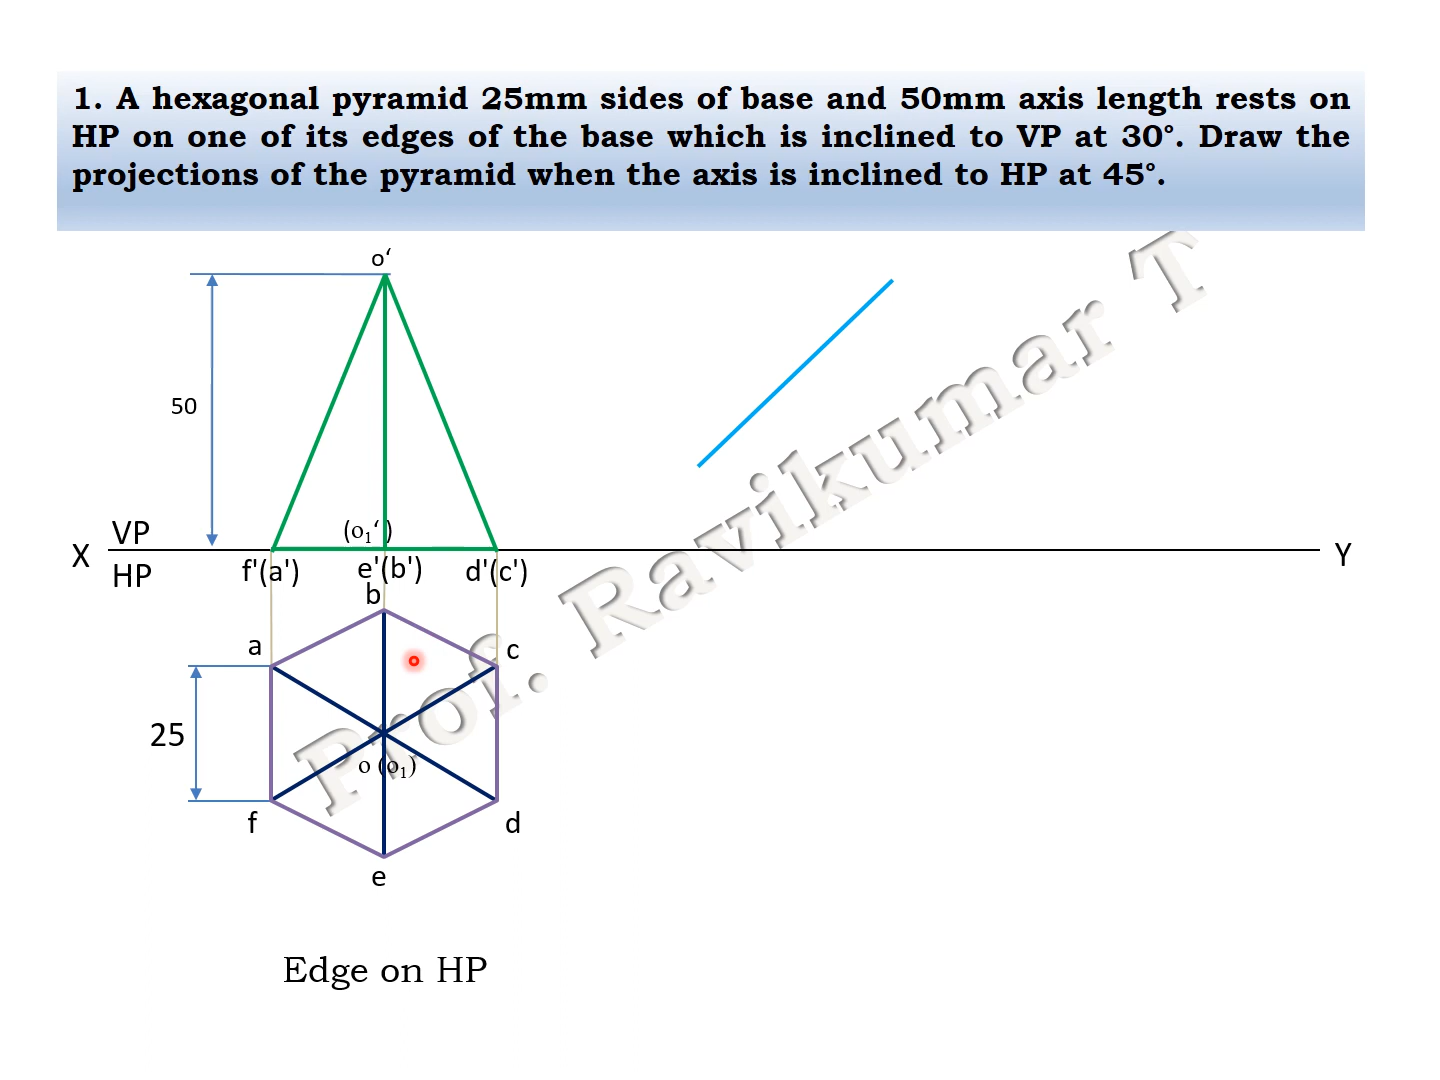 1. A hexagonal pyramid 25mm sides of base and 50mm axis length rests on
HP on one of its edges of the base which is inclined to VP at 30°. Draw the
projections of the pyramid when the axis is inclined to HP at 45°.
o‘
50
(o₁‘ )
VP
X
Y
HP
f'(a')
e'(b')
d'(c')
b
a
c
25
o (o₁)
f
d
e
Edge on HP
Prof. Ravikumar T